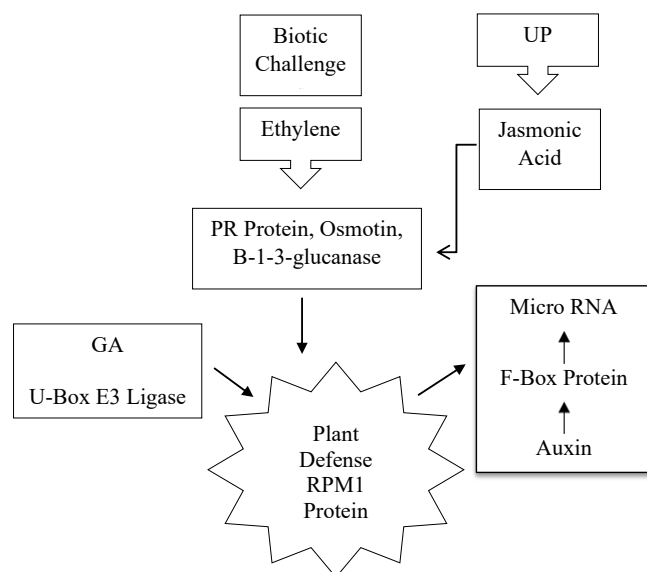 Biotic
Challenge
UP
Ethylene
Jasmonic
Acid
PR Protein, Osmotin,
B-1-3-glucanase
GA
U-Box E3 Ligase
Plant
Defense
RPM1
Protein
Micro RNA
F-Box Protein
Auxin